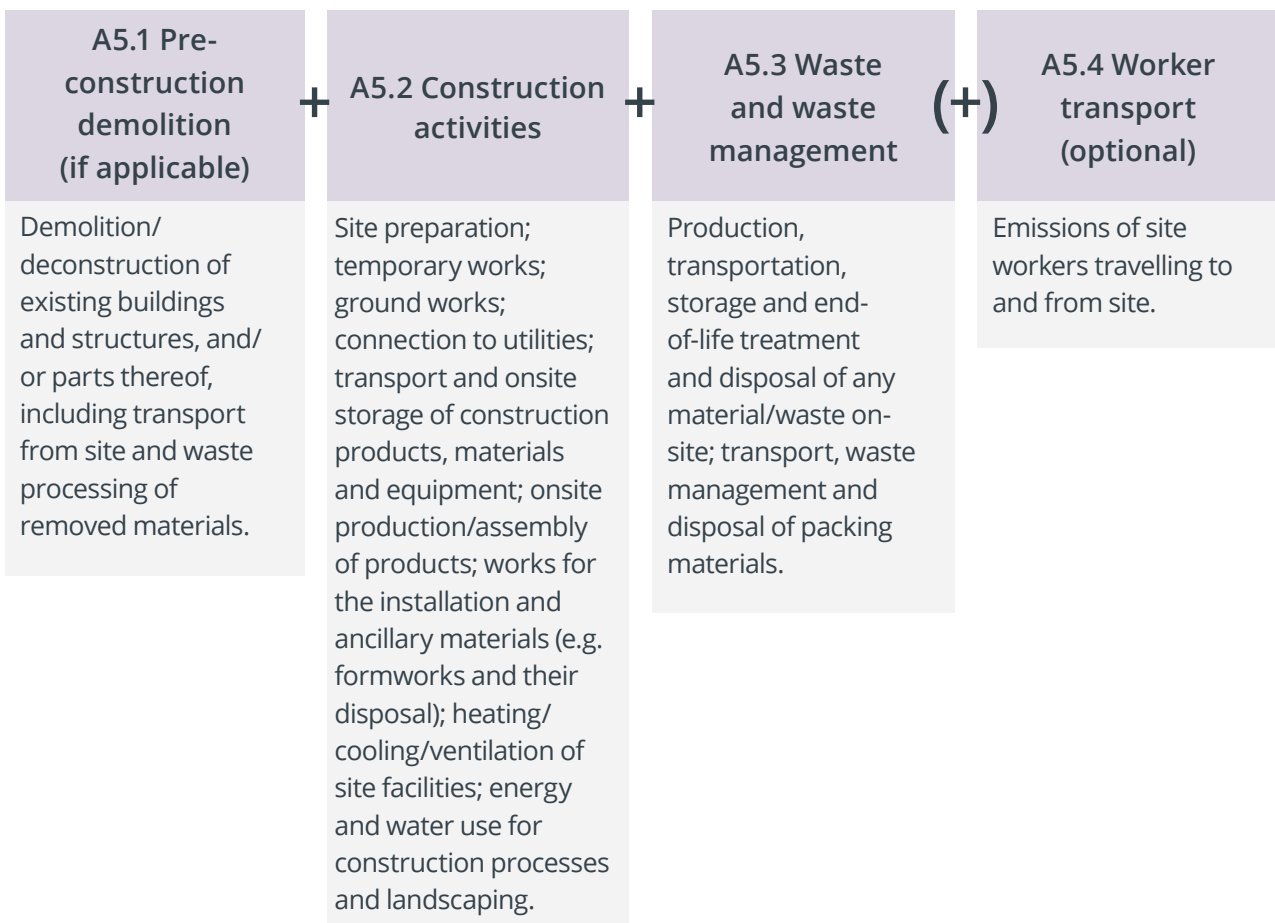 A5.1 Pre-
construction
demolition
(if applicable)
+
A5.2 Construction
activities
+
A5.3 Waste
and waste
management
(+)
A5.4 Worker
transport
(optional)
Demolition/
deconstruction of
existing buildings
and structures, and/
or parts thereof,
including transport
from site and waste
processing of
removed materials.
Site preparation;
temporary works;
ground works;
connection to utilities;
transport and onsite
storage of construction
products, materials
and equipment; onsite
production/assembly
of products; works for
the installation and
ancillary materials (e.g.
formworks and their
disposal); heating/
cooling/ventilation of
site facilities; energy
and water use for
construction processes
and landscaping.
Production,
transportation,
storage and end-
of-life treatment
and disposal of any
material/waste on-
site; transport, waste
management and
disposal of packing
materials.
Emissions of site
workers travelling to
and from site.